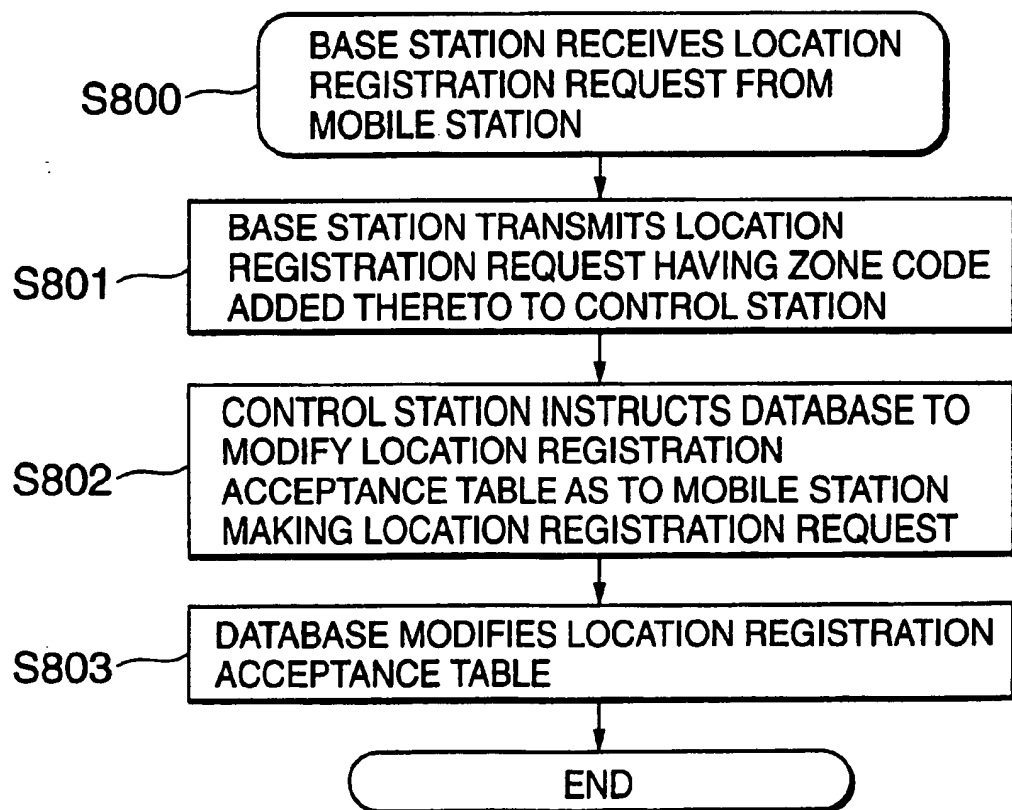 S800
BASE STATION RECEIVES LOCATION
REGISTRATION REQUEST FROM
MOBILE STATION
S801
BASE STATION TRANSMITS LOCATION
REGISTRATION REQUEST HAVING ZONE CODE
ADDED THERETO TO CONTROL STATION
S802
CONTROL STATION INSTRUCTS DATABASE TO
MODIFY LOCATION REGISTRATION
ACCEPTANCE TABLE AS TO MOBILE STATION
MAKING LOCATION REGISTRATION REQUEST
S803
DATABASE MODIFIES LOCATION REGISTRATION
ACCEPTANCE TABLE
END